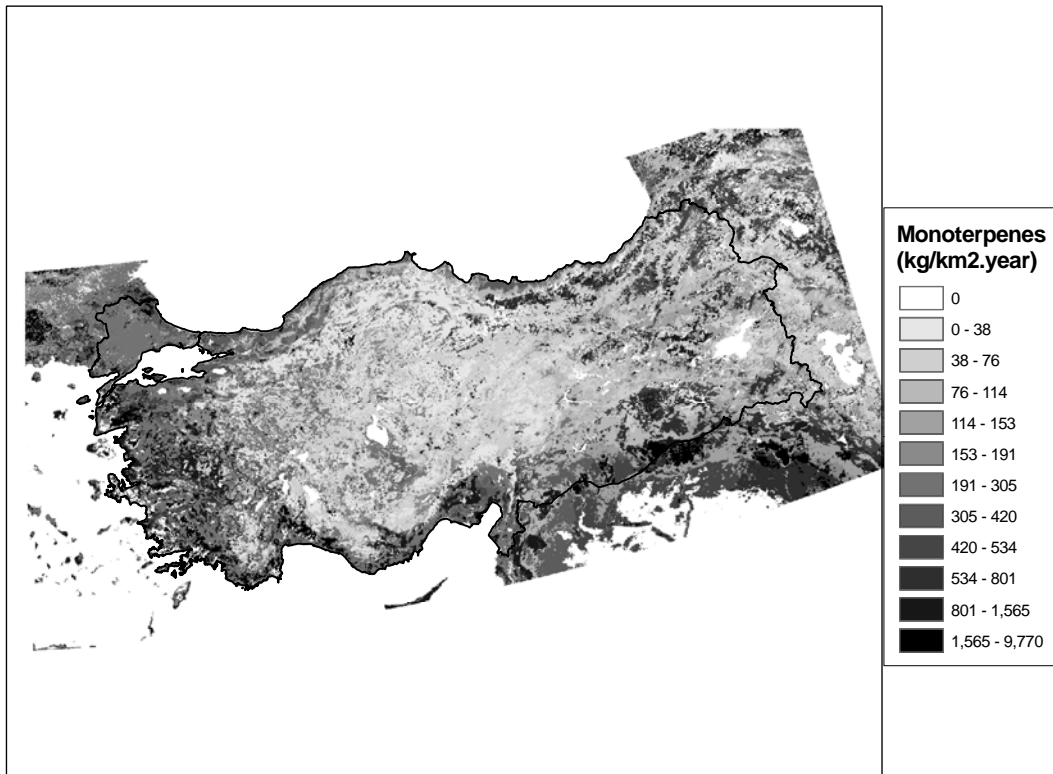 Monoterpenes
(kg/km2.year)
0
0 - 38
38 - 76
76 - 114
114 - 153
153 - 191
191 - 305
305 - 420
420 - 534
534 - 801
801 - 1,565
1,565 - 9,770